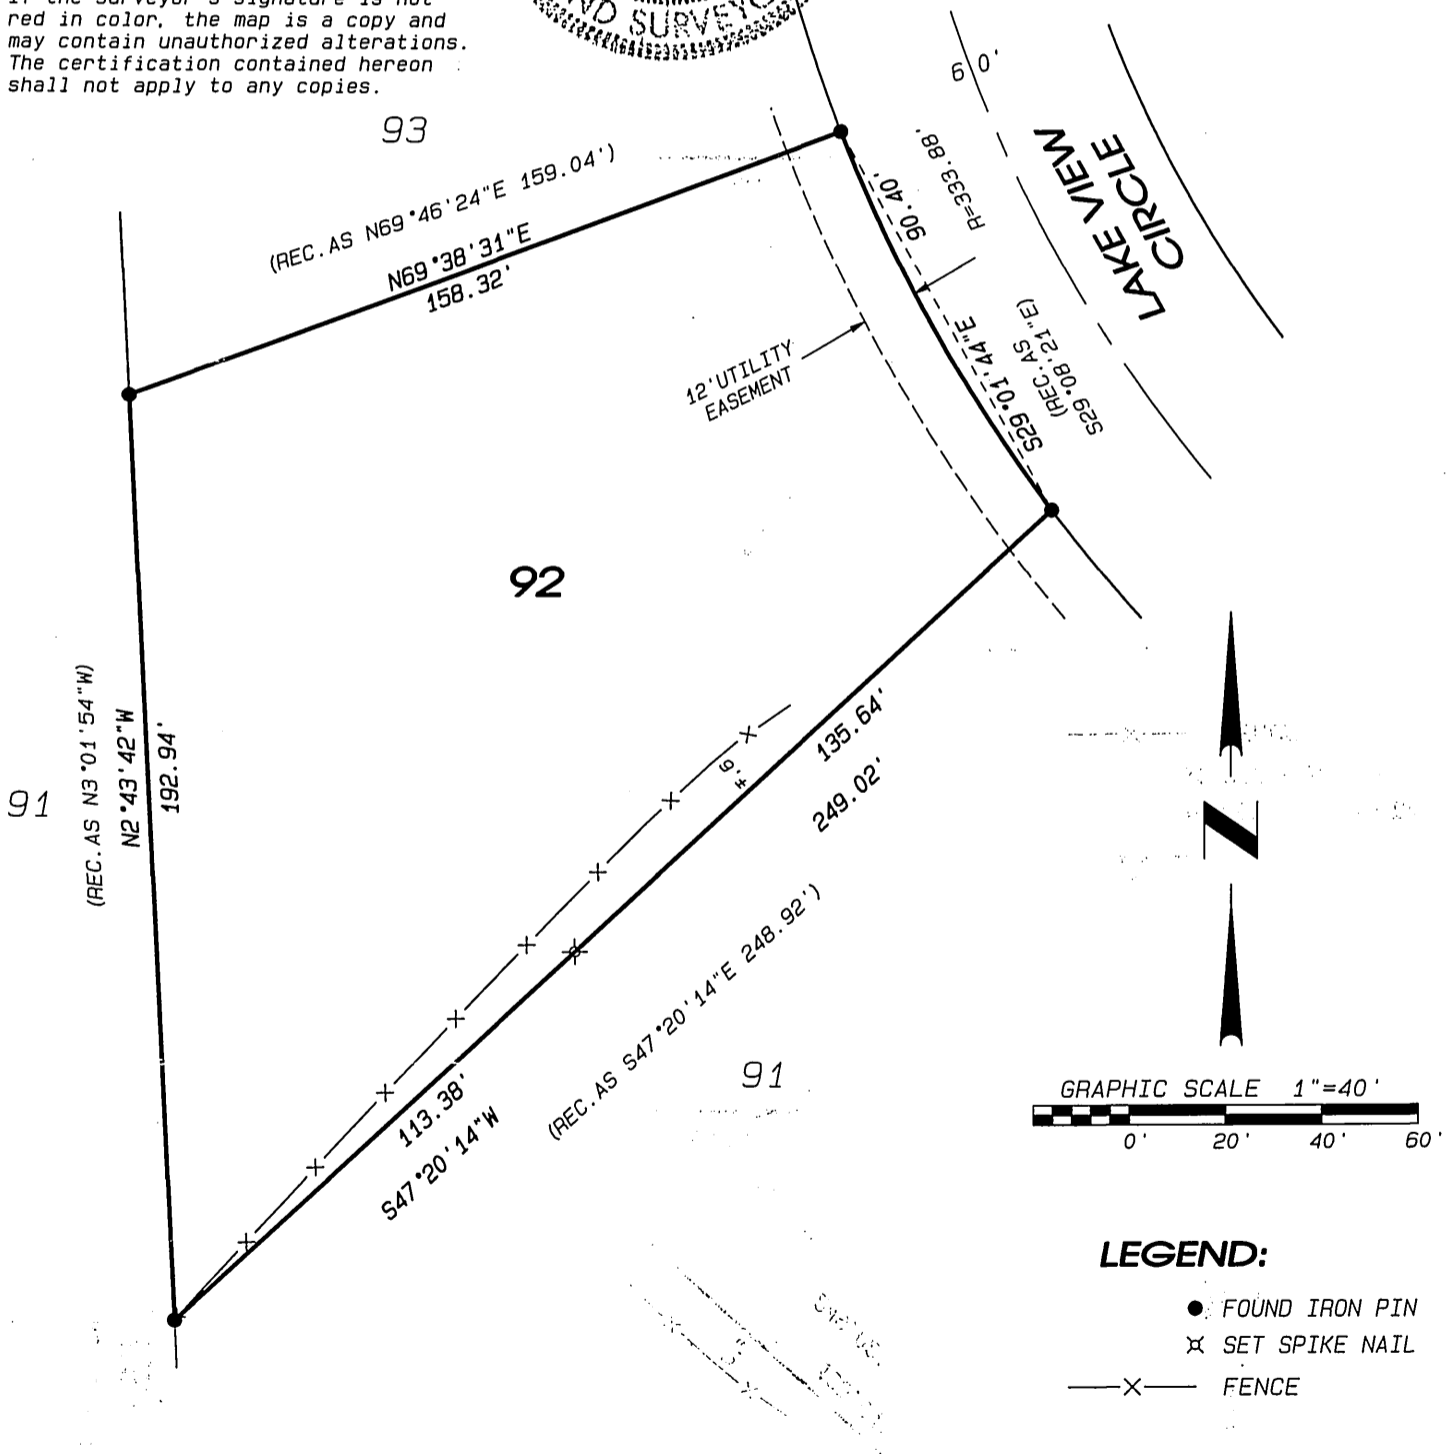 red in color, the map is a copy and
may contain unauthorized alterations.
The certification contained hereon
shall not apply to any copies.
ND SURVEYO
60'
93
(REC. AS N69°46'24"E 159.04')
N69°38'31"E
158.32'
90.40'
R=333.88'
LAKE VIEW
CIRCLE
S29°01'44"E
(REC. AS
S29°08'21"E)
12' UTILITY
EASEMENT
92
91
(REC. AS N3°01'54"W)
N2°43'42"W
192.94'
9'±
135.64'
249.02'
(REC. AS S47°20'14"E 248.92')
113.38'
S47°20'14"W
91
N
GRAPHIC SCALE 1"=40'
0' 20' 40' 60'
LEGEND:
FOUND IRON PIN
SET SPIKE NAIL
FENCE